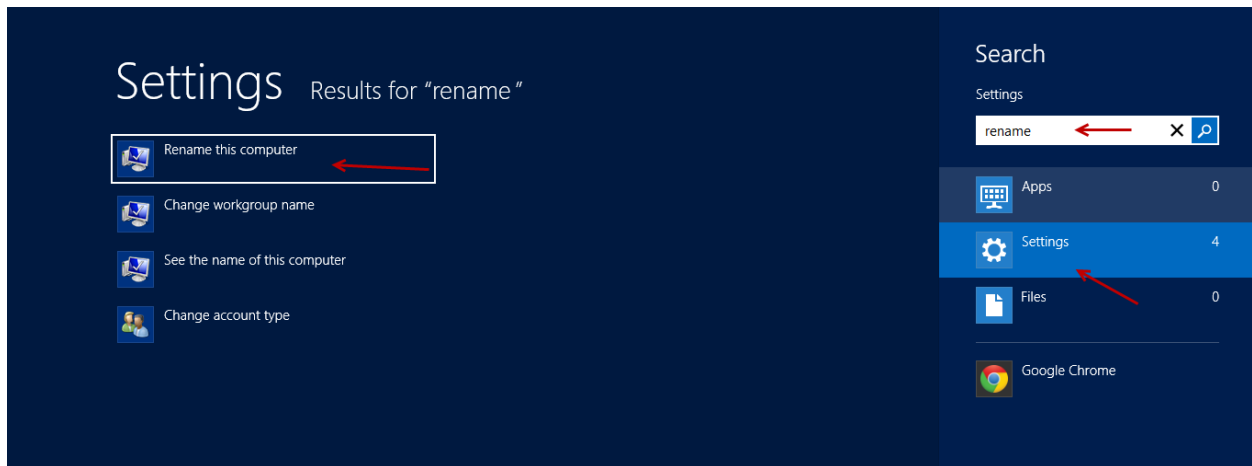 Settings Results for "rename"
Rename this computer
Change workgroup name
See the name of this computer
Change account type
Search
Settings
rename
Apps 0
Settings 4
Files 0
Google Chrome